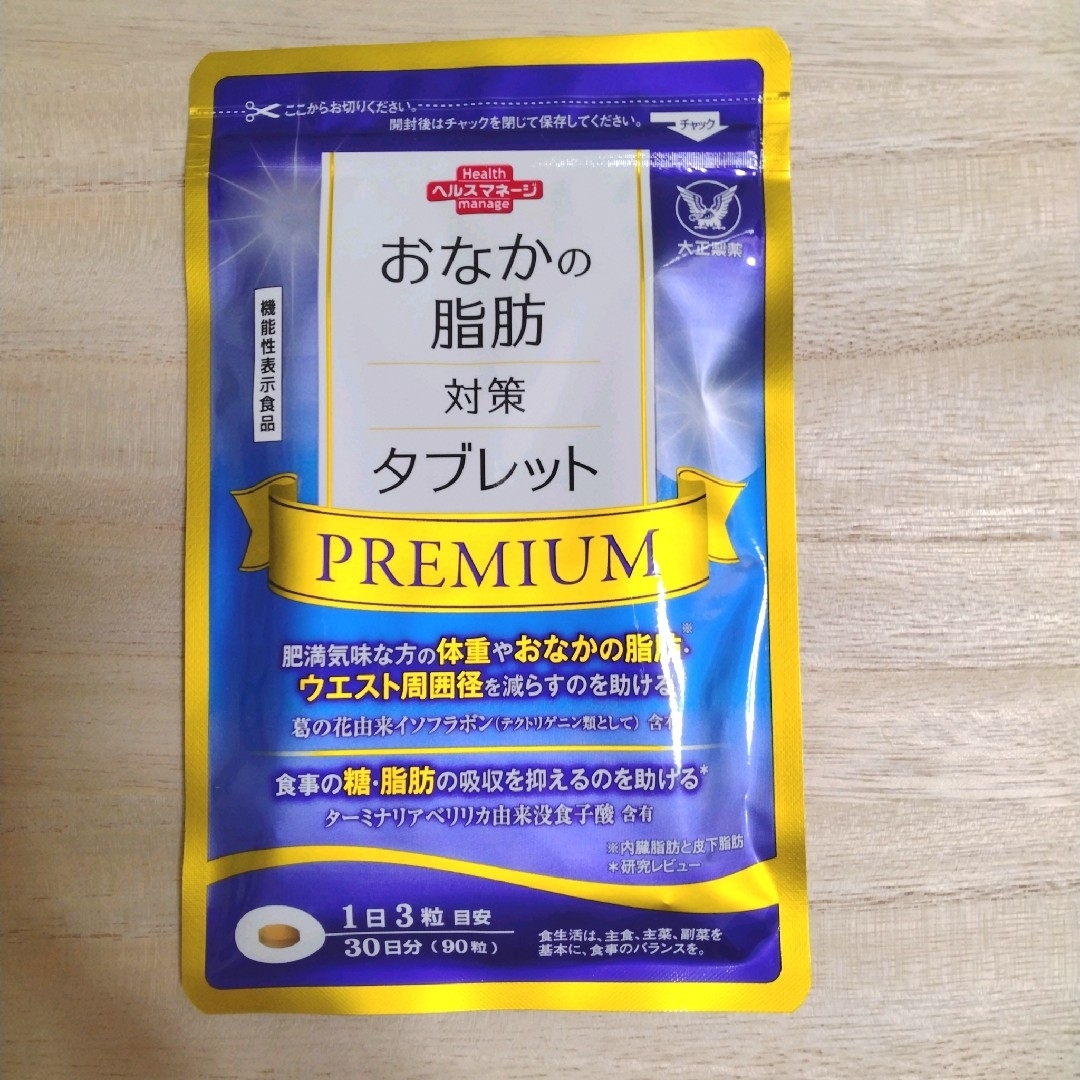 ここからお切りください。
開封後はチャックを閉じて保存してください。
チャック
Health
ヘルスマネージ
manage
大正製薬
おなかの
脂肪
対策
タブレット
機能性表示食品
PREMIUM
肥満気味な方の体重やおなかの脂肪※・
ウエスト周囲径を減らすのを助ける
葛の花由来イソフラボン(テクトリゲニン類として) 含有
食事の糖・脂肪の吸収を抑えるのを助ける*
ターミナリアベリリカ由来没食子酸 含有
※内臓脂肪と皮下脂肪
*研究レビュー
1日3粒 目安
30日分(90粒)
食生活は、主食、主菜、副菜を
基本に、食事のバランスを。